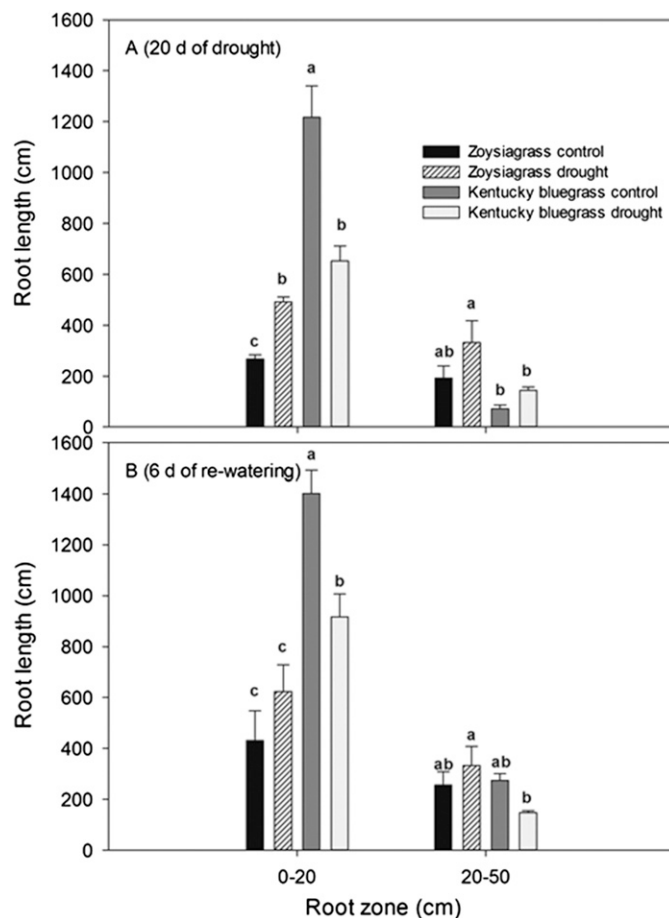 1600
A (20 d of drought)
a
1400
Zoysiagrass control
1200
Zoysiagrass drought
Kentucky bluegrass control
1000
Kentucky bluegrass drought
Root length (cm)
800
b
600
b
a
400
c
ab
b
200
b
0
1600
B (6 d of re-watering)
a
1400
1200
1000
b
Root length (cm)
800
c
600
c
400
a
ab
ab
200
b
0
0-20
20-50
Root zone (cm)